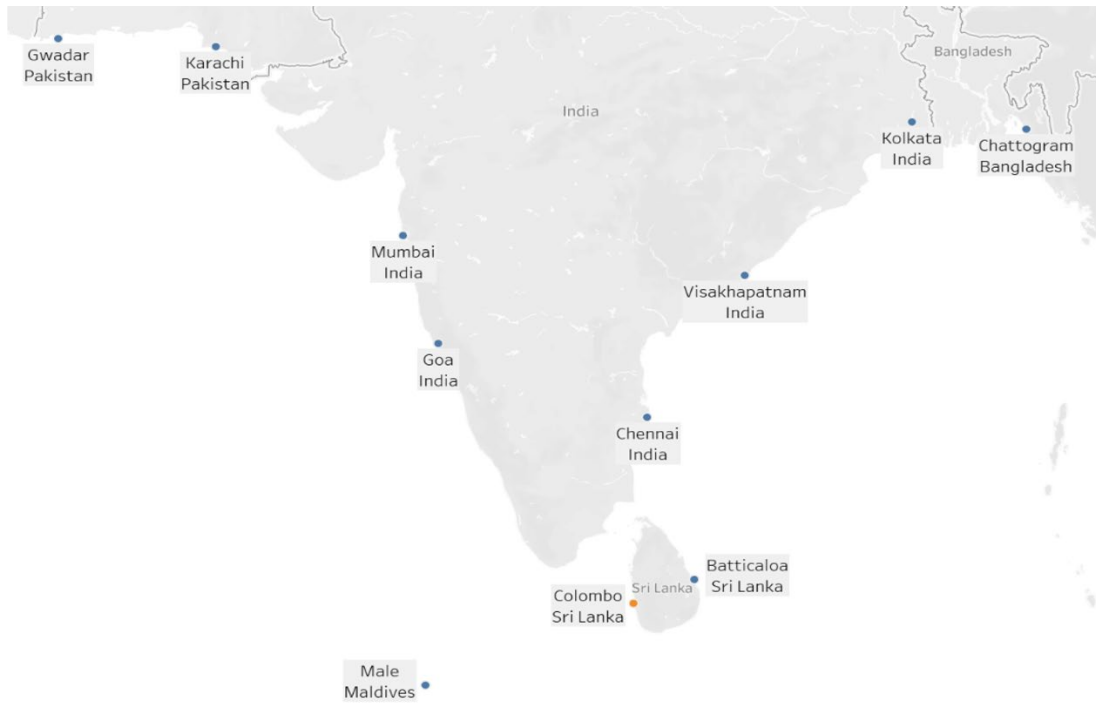 Gwadar
Pakistan
Karachi
Pakistan
Bangladesh
India
Kolkata
India
Chattogram
Bangladesh
Mumbai
India
Visakhapatnam
India
Goa
India
Chennai
India
Batticaloa
Sri Lanka
Sri Lanka
Colombo
Sri Lanka
Male
Maldives